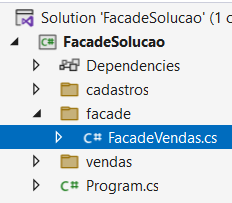 Solution 'FacadeSolucao' (1 c
C# FacadeSolucao
Dependencies
cadastros
facade
C# FacadeVendas.cs
vendas
C# Program.cs